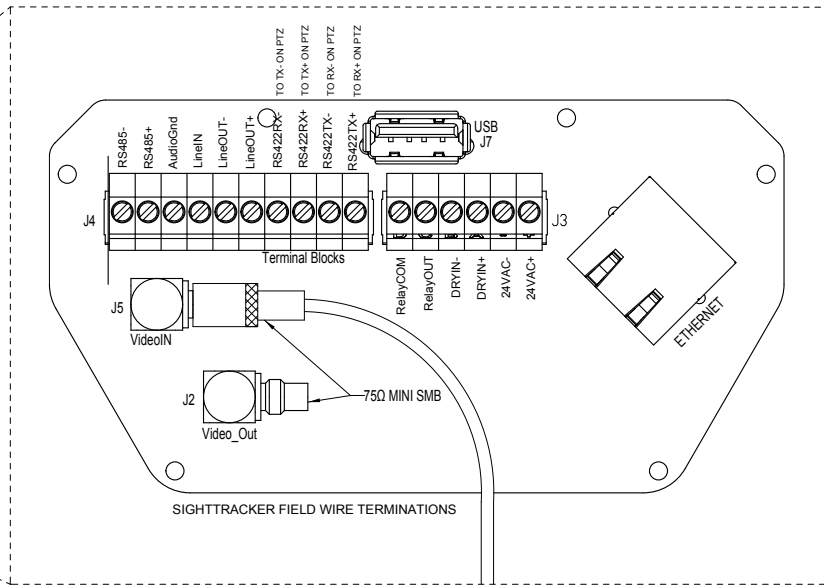 TO TX- ON PTZ
TO TX+ ON PTZ
TO RX- ON PTZ
TO RX+ ON PTZ
RS485-
RS485+
AudioGnd
LineIN
LineOUT-
LineOUT+
RS422RX-
RS422RX+
RS422TX-
RS422TX+
USB
J7
J4
J3
Terminal Blocks
RelayCOM
RelayOUT
DRYIN-
DRYIN+
24VAC-
24VAC+
ETHERNET
J5
VideoIN
J2
75Ω MINI SMB
Video_Out
SIGHTTRACKER FIELD WIRE TERMINATIONS